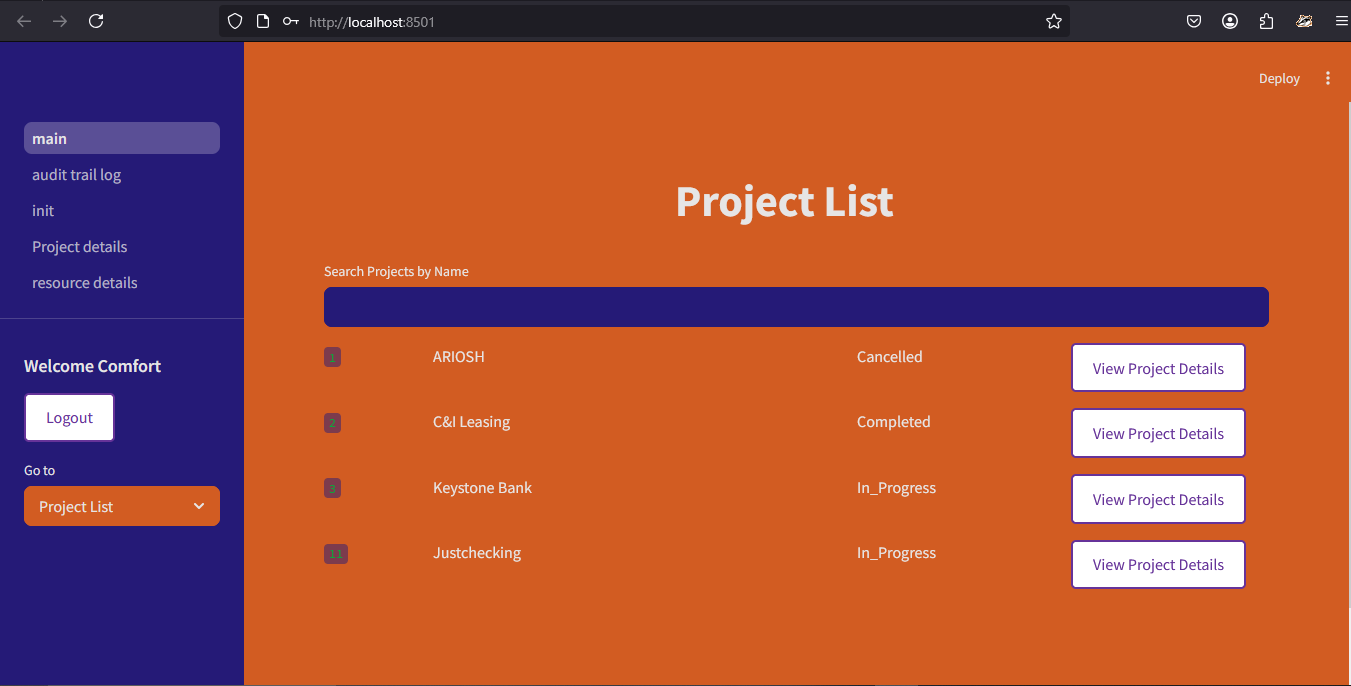 http://localhost:8501
Deploy
main
audit trail log
init
Project details
resource details
Welcome Comfort
Logout
Go to
Project List
Project List
Search Projects by Name
1 ARIOSH Cancelled View Project Details
2 C&I Leasing Completed View Project Details
3 Keystone Bank In_Progress View Project Details
11 Justchecking In_Progress View Project Details